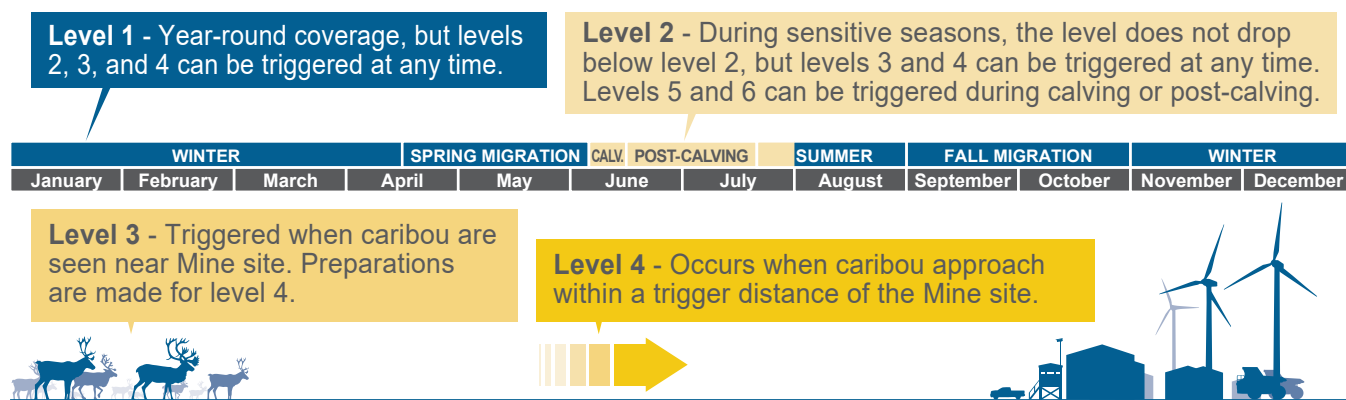 Level 1 - Year-round coverage, but levels
2, 3, and 4 can be triggered at any time.
Level 2 - During sensitive seasons, the level does not drop
below level 2, but levels 3 and 4 can be triggered at any time.
Levels 5 and 6 can be triggered during calving or post-calving.
WINTER SPRING MIGRATION CALV. POST-CALVING SUMMER FALL MIGRATION WINTER
January February March April May June July August September October November December
Level 3 - Triggered when caribou are
seen near Mine site. Preparations
are made for level 4.
Level 4 - Occurs when caribou approach
within a trigger distance of the Mine site.